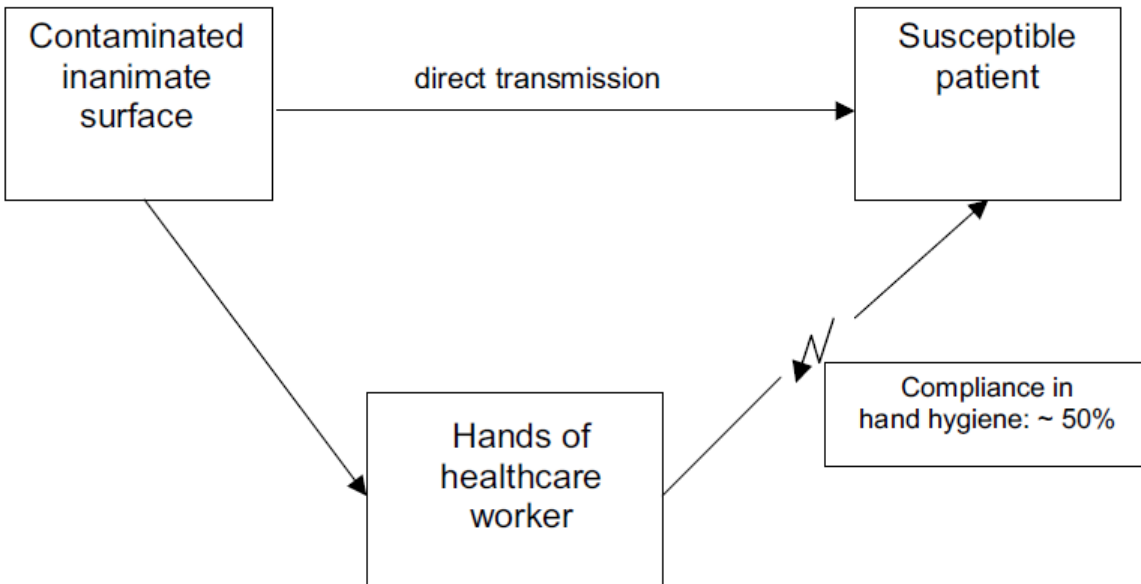 Contaminated
inanimate
surface
direct transmission
Susceptible
patient
Hands of
healthcare
worker
Compliance in
hand hygiene: ~ 50%